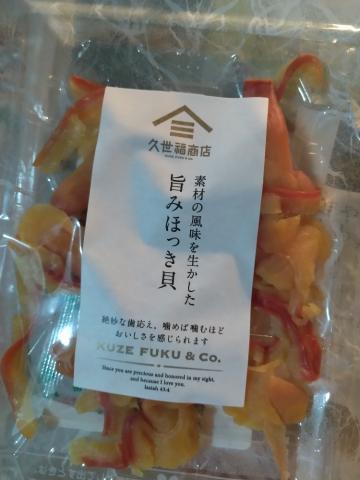 久世福商店
KUZE FUKU & Co.
素材の風味を生かした
旨みほっき貝
絶妙な歯応え。噛めば噛むほど
おいしさを感じられます
KUZE FUKU & Co.
Since you are precious and honored in my sight,
and because I love you.
Isaiah 43:4